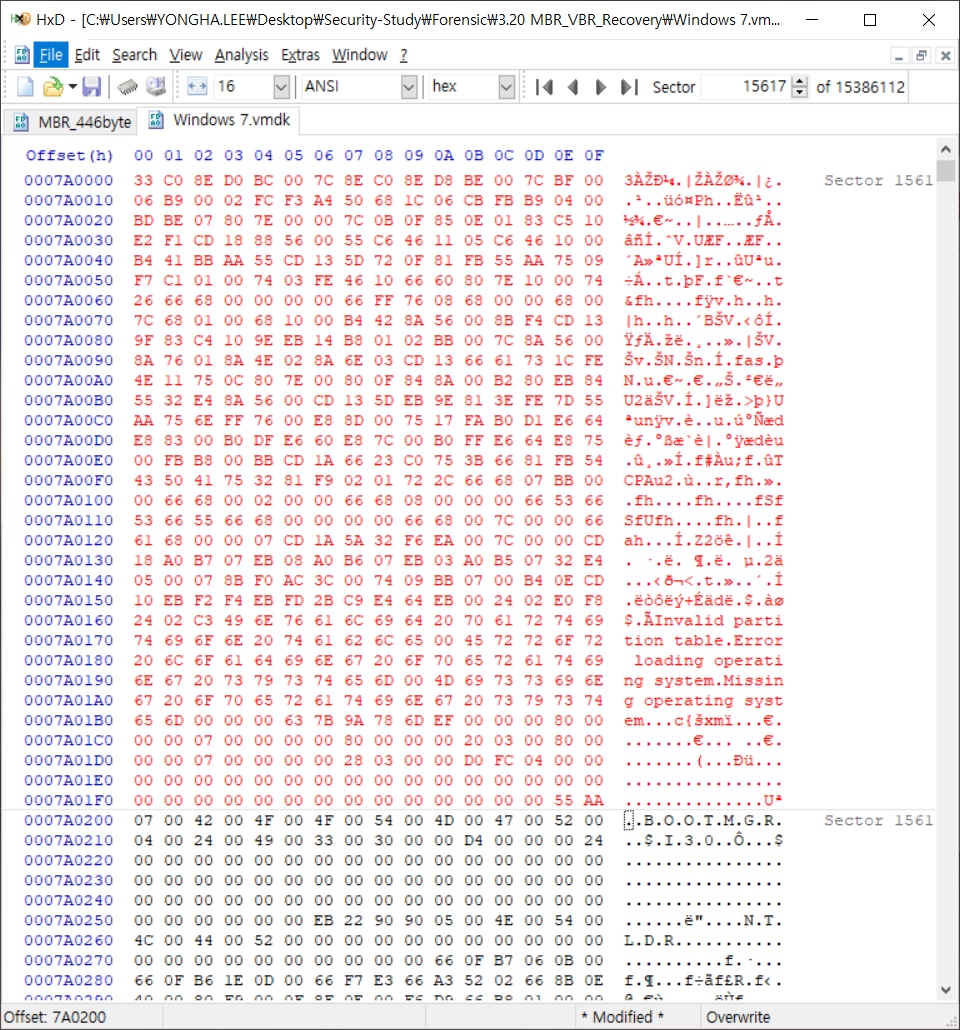 HxD - [C:₩Users₩YONGHA.LEE₩Desktop₩Security-Study₩Forensic₩3.20 MBR_VBR_Recovery₩Windows 7.vm...
File Edit Search View Analysis Extras Window ?
16 ANSI hex Sector 15617 of 15386112
MBR_446byte Windows 7.vmdk
Offset(h) 00 01 02 03 04 05 06 07 08 09 0A 0B 0C 0D 0E 0F
0007A0000 33 C0 8E D0 BC 00 7C 8E C0 8E D8 BE 00 7C BF 00 3ÀŽÐ¼.|ŽÀŽØ¾.|¿. Sector 1561
0007A0010 06 B9 00 02 FC F3 A4 50 68 1C 06 CB FB B9 04 00 .¹..üó¤Ph..Ëû¹..
0007A0020 BD BE 07 80 7E 00 00 7C 0B 0F 85 0E 01 83 C5 10 ½¾.€~..|..….ƒÅ.
0007A0030 E2 F1 CD 18 88 56 00 55 C6 46 11 05 C6 46 10 00 âñÍ.ˆV.UÆF..ÆF..
0007A0040 B4 41 BB AA 55 CD 13 5D 72 0F 81 FB 55 AA 75 09 ´A»ªUÍ.]r..ûUªu.
0007A0050 F7 C1 01 00 74 03 FE 46 10 66 60 80 7E 10 00 74 ÷Á..t.þF.f`€~..t
0007A0060 26 66 68 00 00 00 00 66 FF 76 08 68 00 00 68 00 &fh....fÿv.h..h.
0007A0070 7C 68 01 00 68 10 00 B4 42 8A 56 00 8B F4 CD 13 |h..h..´BŠV.‹ôÍ.
0007A0080 9F 83 C4 10 9E EB 14 B8 01 02 BB 00 7C 8A 56 00 ŸƒÄ.žë.¸..».|ŠV.
0007A0090 8A 76 01 8A 4E 02 8A 6E 03 CD 13 66 61 73 1C FE Šv.ŠN.Šn.Í.fas.þ
0007A00A0 4E 11 75 0C 80 7E 00 80 0F 84 8A 00 B2 80 EB 84 N.u.€~.€.„Š.²€ë„
0007A00B0 55 32 E4 8A 56 00 CD 13 5D EB 9E 81 3E FE 7D 55 U2äŠV.Í.]ëž.>þ}U
0007A00C0 AA 75 6E FF 76 00 E8 8D 00 75 17 FA B0 D1 E6 64 ªunÿv.è..u.ú°Ñæd
0007A00D0 E8 83 00 B0 DF E6 60 E8 7C 00 B0 FF E6 64 E8 75 èƒ.°ßæ`è|.°ÿædèu
0007A00E0 00 FB B8 00 BB CD 1A 66 23 C0 75 3B 66 81 FB 54 .û¸.»Í.f#Àu;f.ûT
0007A00F0 43 50 41 75 32 81 F9 02 01 72 2C 66 68 07 BB 00 CPAu2.ù..r,fh.».
0007A0100 00 66 68 00 02 00 00 66 68 08 00 00 00 66 53 66 .fh....fh....fSf
0007A0110 53 66 55 66 68 00 00 00 00 66 68 00 7C 00 00 66 SfUfh....fh.|..f
0007A0120 61 68 00 00 07 CD 1A 5A 32 F6 EA 00 7C 00 00 CD ah...Í.Z2öê.|..Í
0007A0130 18 A0 B7 07 EB 08 A0 B6 07 EB 03 A0 B5 07 32 E4 . ·.ë. ¶.ë. µ.2ä
0007A0140 05 00 07 8B F0 AC 3C 00 74 09 BB 07 00 B4 0E CD ...‹ð¬<.t.»..´.Í
0007A0150 10 EB F2 F4 EB FD 2B C9 E4 64 EB 00 24 02 E0 F8 .ëòôëý+Éädë.$.àø
0007A0160 24 02 C3 49 6E 76 61 6C 69 64 20 70 61 72 74 69 $.ÃInvalid parti
0007A0170 74 69 6F 6E 20 74 61 62 6C 65 00 45 72 72 6F 72 tion table.Error
0007A0180 20 6C 6F 61 64 69 6E 67 20 6F 70 65 72 61 74 69 loading operati
0007A0190 6E 67 20 73 79 73 74 65 6D 00 4D 69 73 73 69 6E ng system.Missin
0007A01A0 67 20 6F 70 65 72 61 74 69 6E 67 20 73 79 73 74 g operating syst
0007A01B0 65 6D 00 00 00 63 7B 9A 78 6D EF 00 00 00 80 00 em...c{šxmï...€.
0007A01C0 00 00 07 00 00 00 00 80 00 00 00 20 03 00 80 00 .......€... ..€.
0007A01D0 00 00 07 00 00 00 00 28 03 00 00 D0 FC 04 00 00 .......(...Ðü...
0007A01E0 00 00 00 00 00 00 00 00 00 00 00 00 00 00 00 00 ................
0007A01F0 00 00 00 00 00 00 00 00 00 00 00 00 00 00 55 AA ..............Uª
0007A0200 07 00 42 00 4F 00 4F 00 54 00 4D 00 47 00 52 00 ..B.O.O.T.M.G.R. Sector 1561
0007A0210 04 00 24 00 49 00 33 00 30 00 00 D4 00 00 00 24 ..$.I.3.0..Ô...$
0007A0220 00 00 00 00 00 00 00 00 00 00 00 00 00 00 00 00 ................
0007A0230 00 00 00 00 00 00 00 00 00 00 00 00 00 00 00 00 ................
0007A0240 00 00 00 00 00 00 00 00 00 00 00 00 00 00 00 00 ................
0007A0250 00 00 00 00 00 00 EB 22 90 90 05 00 4E 00 54 00 ......ë"....N.T.
0007A0260 4C 00 44 00 52 00 00 00 00 00 00 00 00 00 00 00 L.D.R...........
0007A0270 00 00 00 00 00 00 00 00 00 00 66 0F B7 06 0B 00 ..........f.·...
0007A0280 66 0F B6 1E 0D 00 66 F7 E3 66 A3 52 02 66 8B 0E f.¶...f÷ãf£R.f‹.
Offset: 7A0200 * Modified * Overwrite